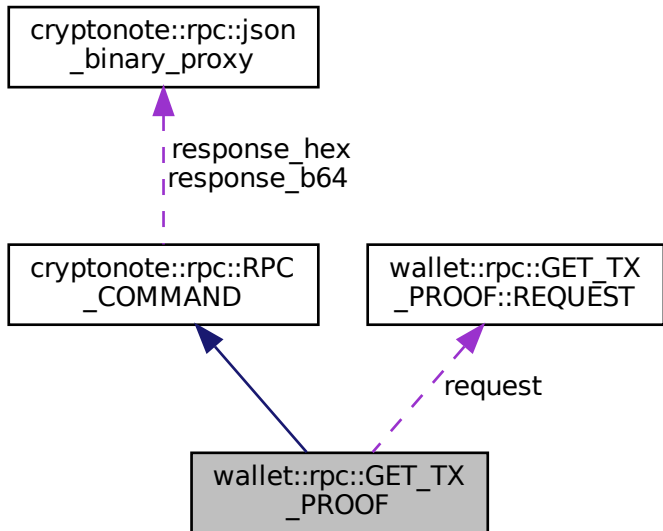 cryptonote::rpc::json
_binary_proxy
response_hex
response_b64
cryptonote::rpc::RPC
_COMMAND
wallet::rpc::GET_TX
_PROOF::REQUEST
request
wallet::rpc::GET_TX
_PROOF